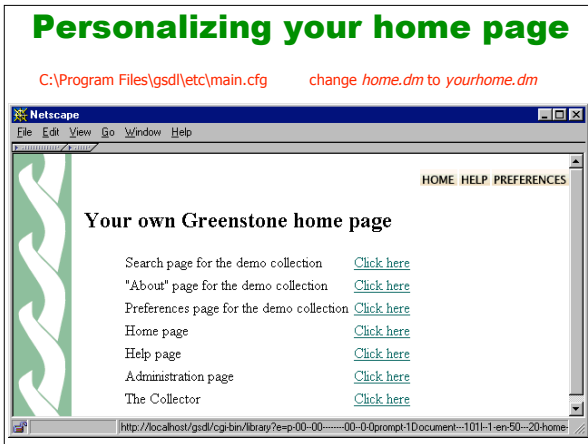 Personalizing your home page
C:\Program Files\gsdl\etc\main.cfg change home.dm to yourhome.dm
Netscape
File Edit View Go Window Help
HOME HELP PREFERENCES
Your own Greenstone home page
Search page for the demo collection Click here
"About" page for the demo collection Click here
Preferences page for the demo collection Click here
Home page Click here
Help page Click here
Administration page Click here
The Collector Click here
http://localhost/gsdl/cgi-bin/library?e=p-00--00--------00--0-0prompt-1Document---101l--1-en-50---20-home-